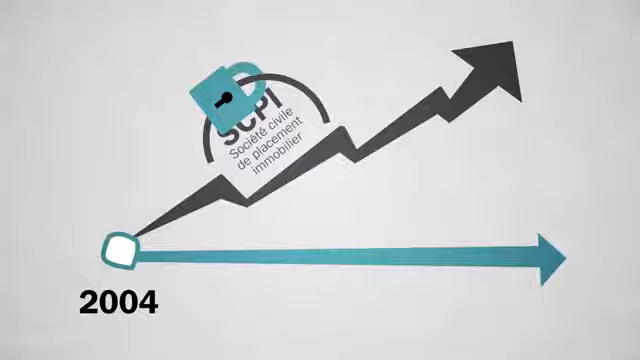 SCPI
Société civile
de placement
immobilier
2004